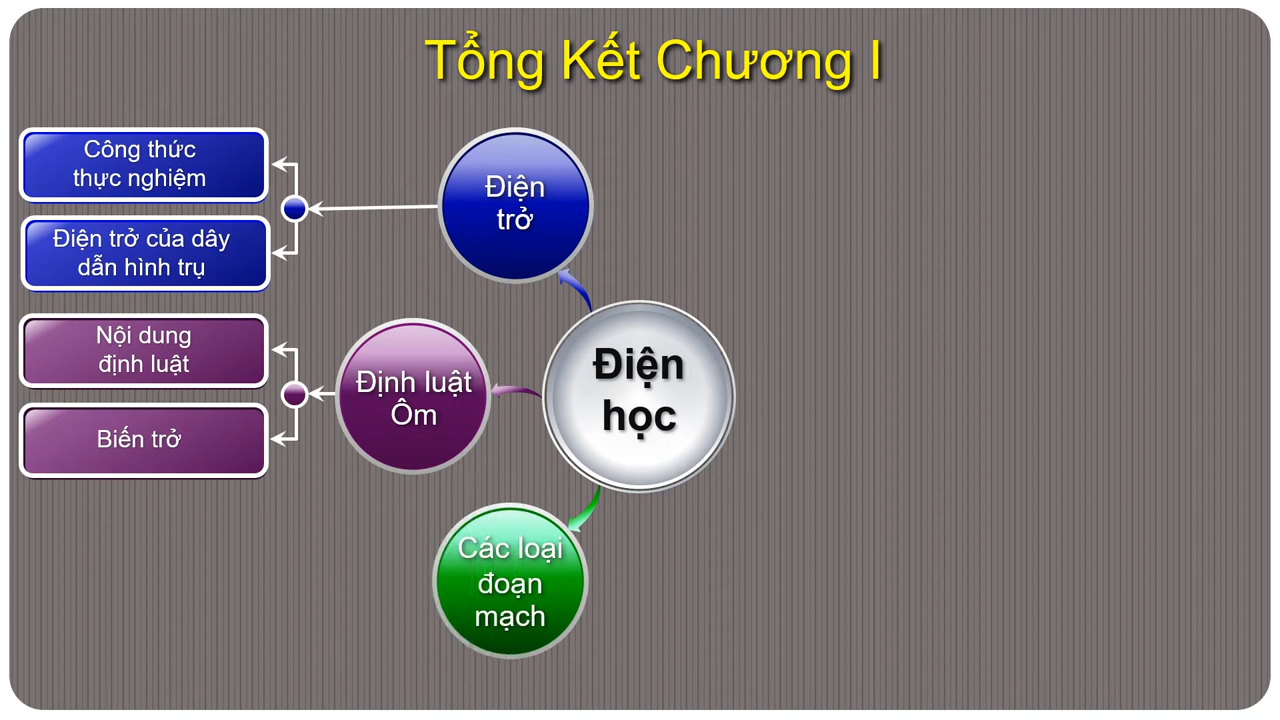 Tổng Kết Chương I
Công thức
thực nghiệm
Điện trở của dây
dẫn hình trụ
Điện
trở
Nội dung
định luật
Biến trở
Định luật
Ôm
Điện
học
Các loại
đoạn
mạch